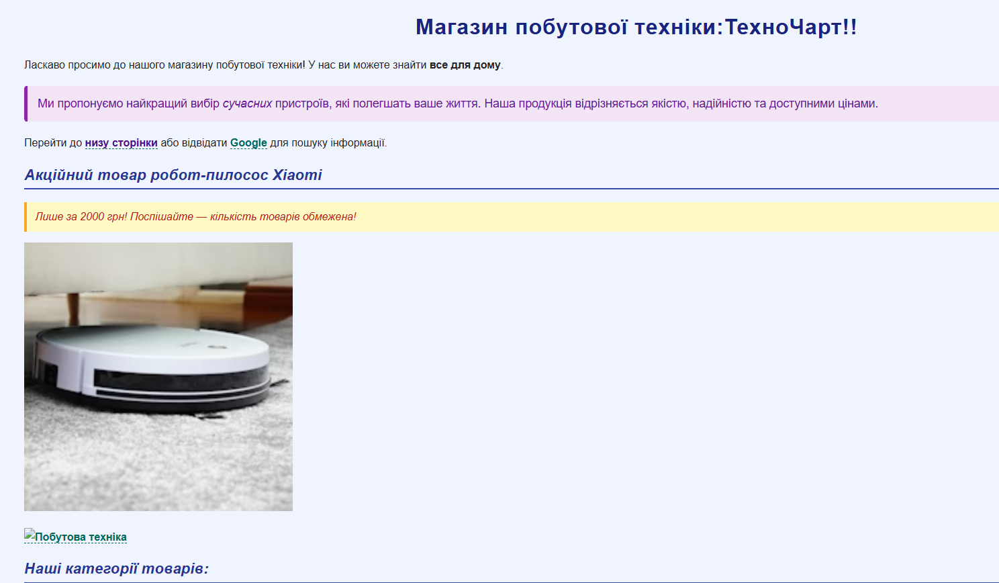 Магазин побутової техніки:ТехноЧарт!!
Ласкаво просимо до нашого магазину побутової техніки! У нас ви можете знайти все для дому.
Ми пропонуємо найкращий вибір сучасних пристроїв, які полегшать ваше життя. Наша продукція відрізняється якістю, надійністю та доступними цінами.
Перейти до низу сторінки або відвідати Google для пошуку інформації.
Акційний товар робот-пилосос Xiaomi
Лише за 2000 грн! Поспішайте — кількість товарів обмежена!
Побутова техніка
Наші категорії товарів: